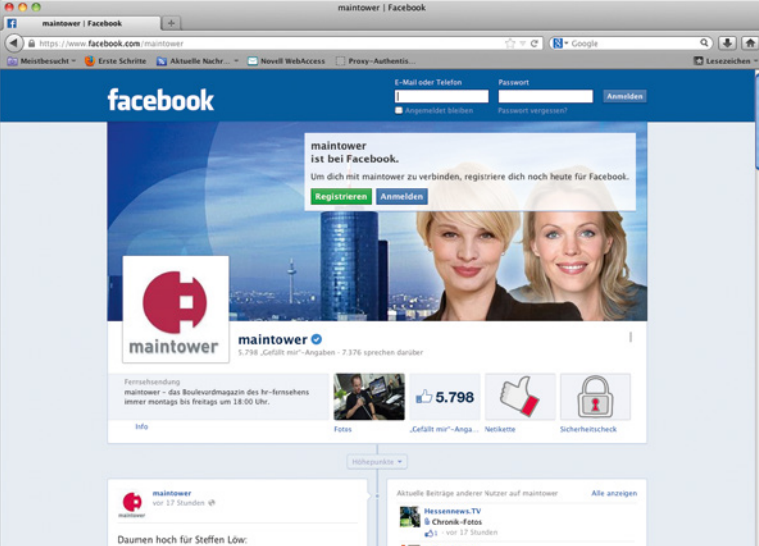 maintower | Facebook
maintower | Facebook
https://www.facebook.com/maintower
Google
Meistbesucht
Erste Schritte
Aktuelle Nachr...
Novell WebAccess
Proxy-Authentis...
Lesezeichen
facebook
E-Mail oder Telefon
Passwort
Anmelden
Angemeldet bleiben
Passwort vergessen?
maintower
ist bei Facebook.
Um dich mit maintower zu verbinden, registriere dich noch heute für Facebook.
Registrieren
Anmelden
maintower
maintower
5.798 „Gefällt mir“-Angaben · 7.376 sprechen darüber
Fernsehsendung
maintower - das Boulevardmagazin des hr-fernsehens
immer montags bis freitags um 18:00 Uhr.
Info
5.798
Fotos
„Gefällt mir“-Anga...
Netikette
Sicherheitscheck
Höhepunkte
maintower
maintower
vor 17 Stunden
Daumen hoch für Steffen Löw:
Aktuelle Beiträge anderer Nutzer auf maintower
Alle anzeigen
Hessennews.TV
Chronik-Fotos
1 · vor 17 Stunden